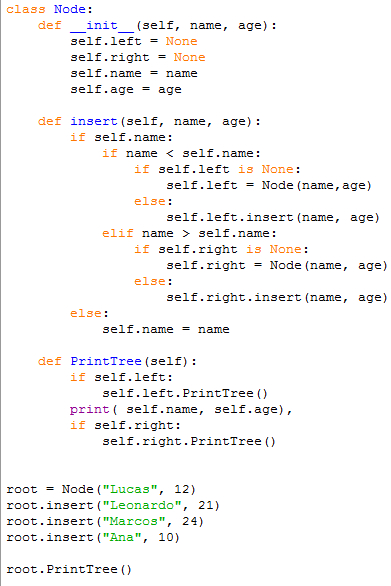 class Node:
    def __init__(self, name, age):
        self.left = None
        self.right = None
        self.name = name
        self.age = age

    def insert(self, name, age):
        if self.name:
            if name < self.name:
                if self.left is None:
                    self.left = Node(name,age)
                else:
                    self.left.insert(name, age)
            elif name > self.name:
                if self.right is None:
                    self.right = Node(name, age)
                else:
                    self.right.insert(name, age)
        else:
            self.name = name

    def PrintTree(self):
        if self.left:
            self.left.PrintTree()
        print( self.name, self.age),
        if self.right:
            self.right.PrintTree()


root = Node("Lucas", 12)
root.insert("Leonardo", 21)
root.insert("Marcos", 24)
root.insert("Ana", 10)

root.PrintTree()